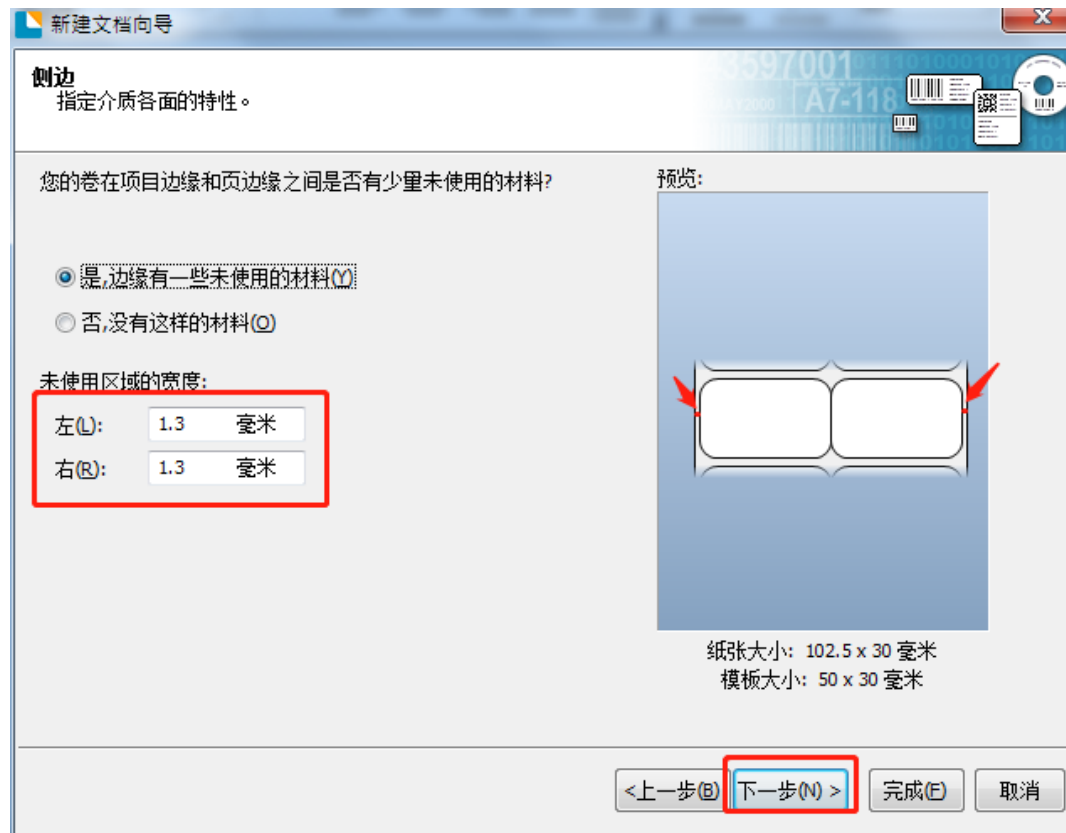 新建文档向导
侧边
指定介质各面的特性。
3597001
A7-118
您的卷在项目边缘和页边缘之间是否有少量未使用的材料?
预览:
是,边缘有一些未使用的材料(Y)
否,没有这样的材料(O)
未使用区域的宽度:
左(L): 1.3 毫米
右(R): 1.3 毫米
纸张大小: 102.5 x 30 毫米
模板大小: 50 x 30 毫米
<上一步(B) 下一步(N) > 完成(F) 取消